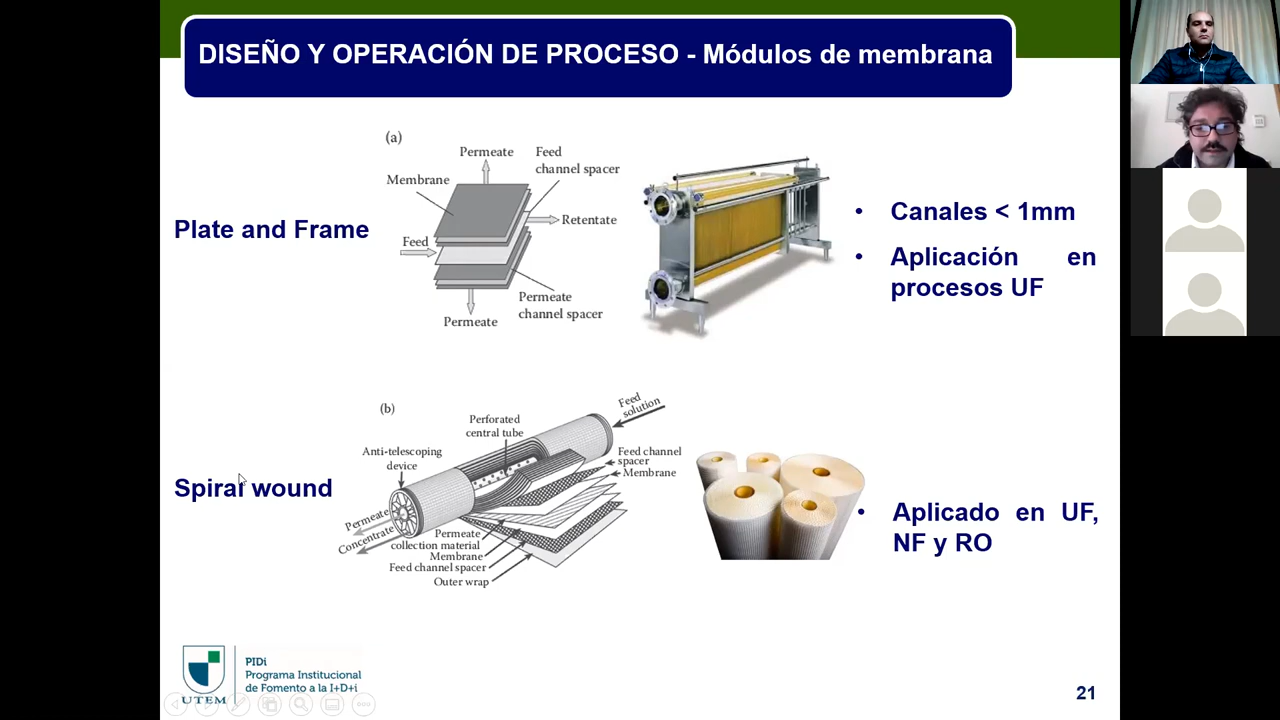 DISEÑO Y OPERACIÓN DE PROCESO - Módulos de membrana
(a)
Permeate
Feed
channel spacer
Membrane
Retentate
Feed
Permeate
channel spacer
Permeate
Plate and Frame
• Canales < 1mm
• Aplicación en
procesos UF
(b)
Feed
solution
Perforated
central tube
Anti-telescoping
device
Feed channel
spacer
Membrane
Permeate
Concentrate
Permeate
collection material
Membrane
Feed channel spacer
Outer wrap
Spiral wound
• Aplicado en UF,
NF y RO
UTEM
PIDi
Programa Institucional
de Fomento a la I+D+i
21